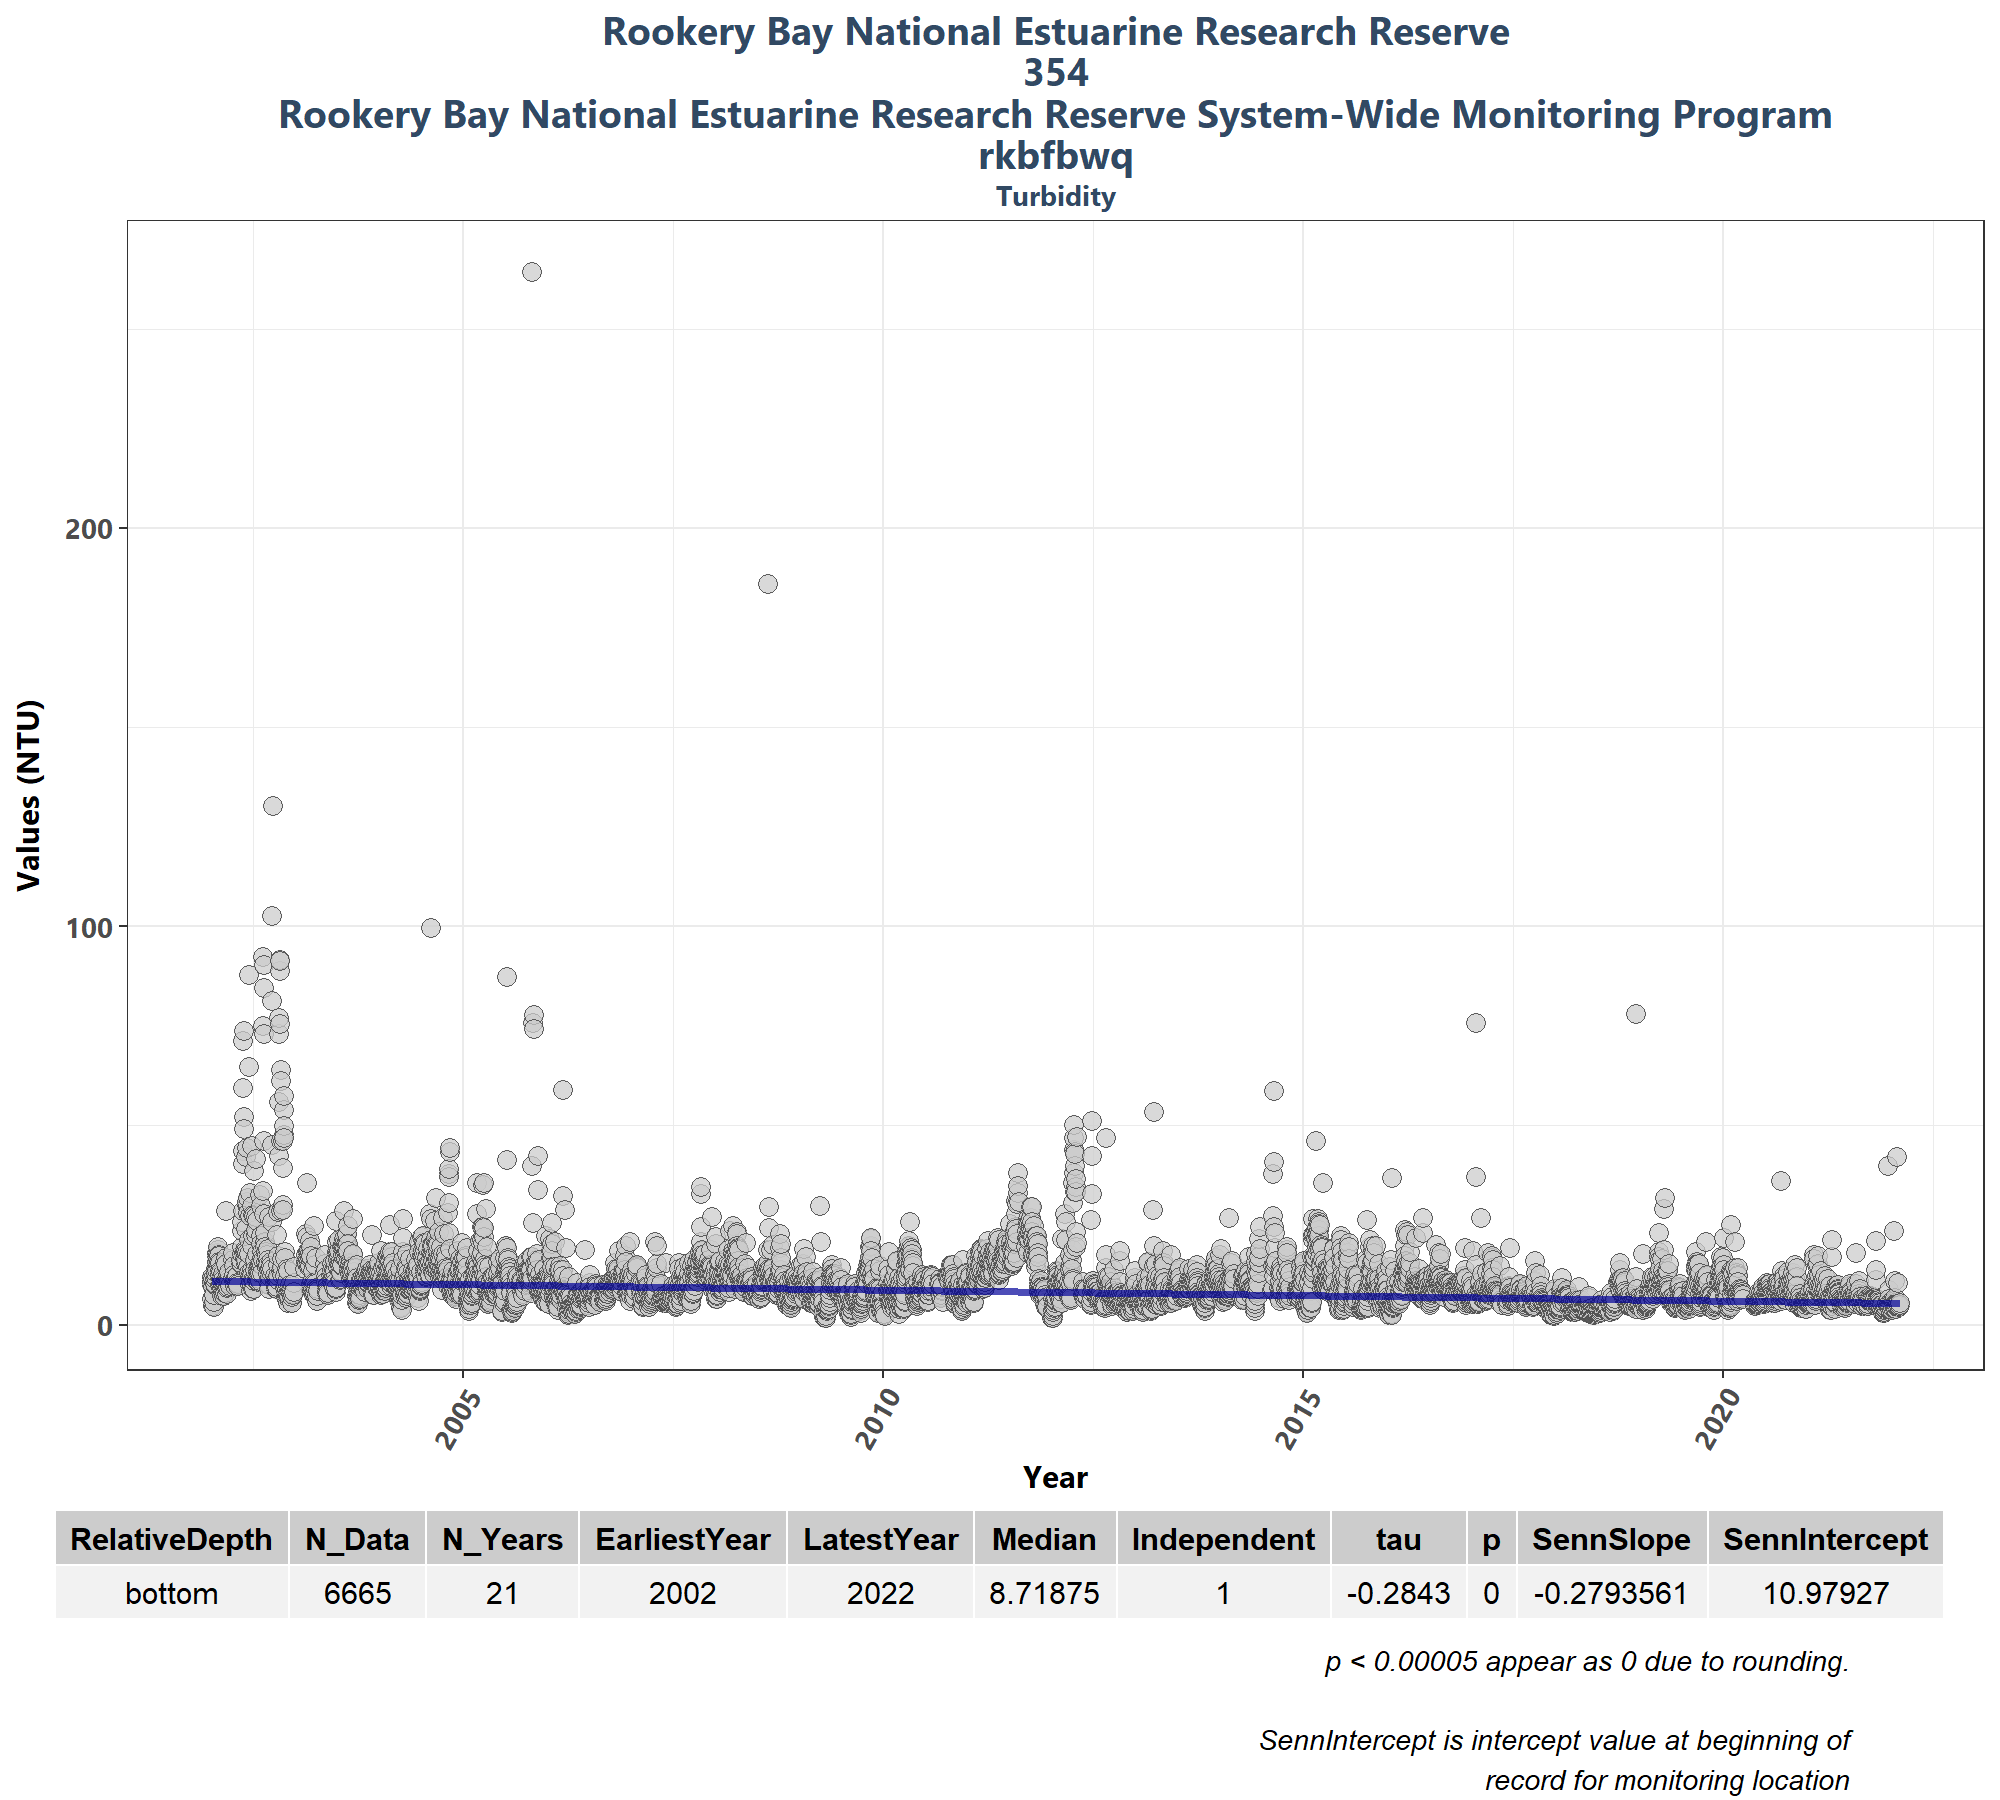 Rookery Bay National Estuarine Research Reserve
354
Rookery Bay National Estuarine Research Reserve System-Wide Monitoring Program
rkbfbwq
Turbidity
Values (NTU)
200
100
0
2005 2010 2015 2020
Year
RelativeDepth N_Data N_Years EarliestYear LatestYear Median Independent tau p SennSlope SennIntercept
bottom 6665 21 2002 2022 8.71875 1 -0.2843 0 -0.2793561 10.97927
p < 0.00005 appear as 0 due to rounding.
SennIntercept is intercept value at beginning of
record for monitoring location